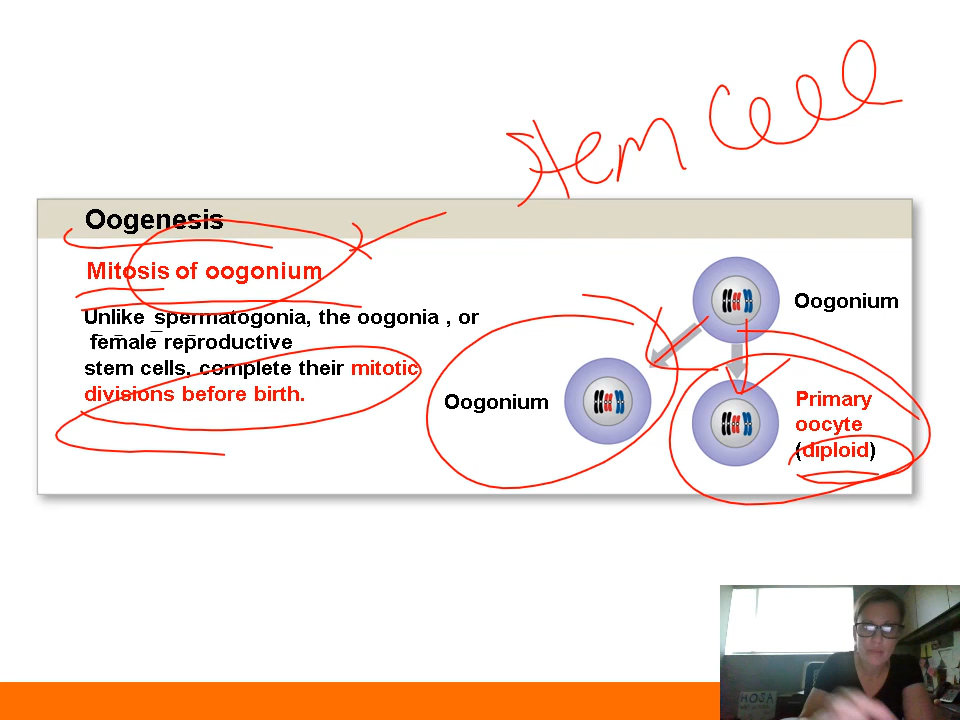 stem cell
Oogenesis
Mitosis of oogonium
Unlike spermatogonia, the oogonia , or
female reproductive
stem cells, complete their mitotic
divisions before birth.
Oogonium
Oogonium
Primary
oocyte
(diploid)
HOSA